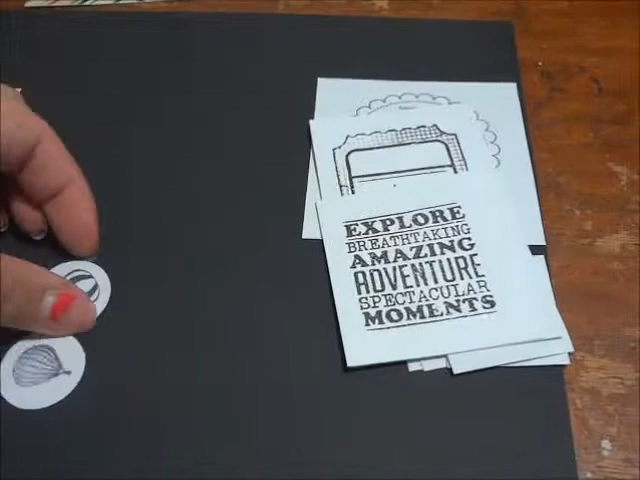 EXPLORE
BREATHTAKING
AMAZING
ADVENTURE
SPECTACULAR
MOMENTS